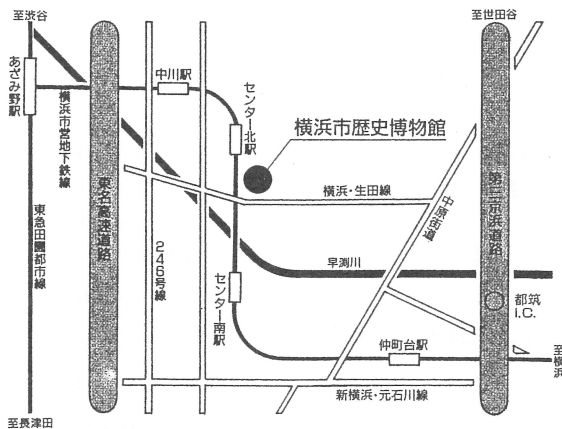 至渋谷
至世田谷
あざみ野駅
中川駅
センター北駅
横浜市歴史博物館
横浜市営地下鉄線
東名高速道路
横浜・生田線
中原街道
第三京浜道路
東急田園都市線
246号線
早渕川
センター南駅
都筑
I.C.
仲町台駅
至横浜
新横浜・元石川線
至長津田